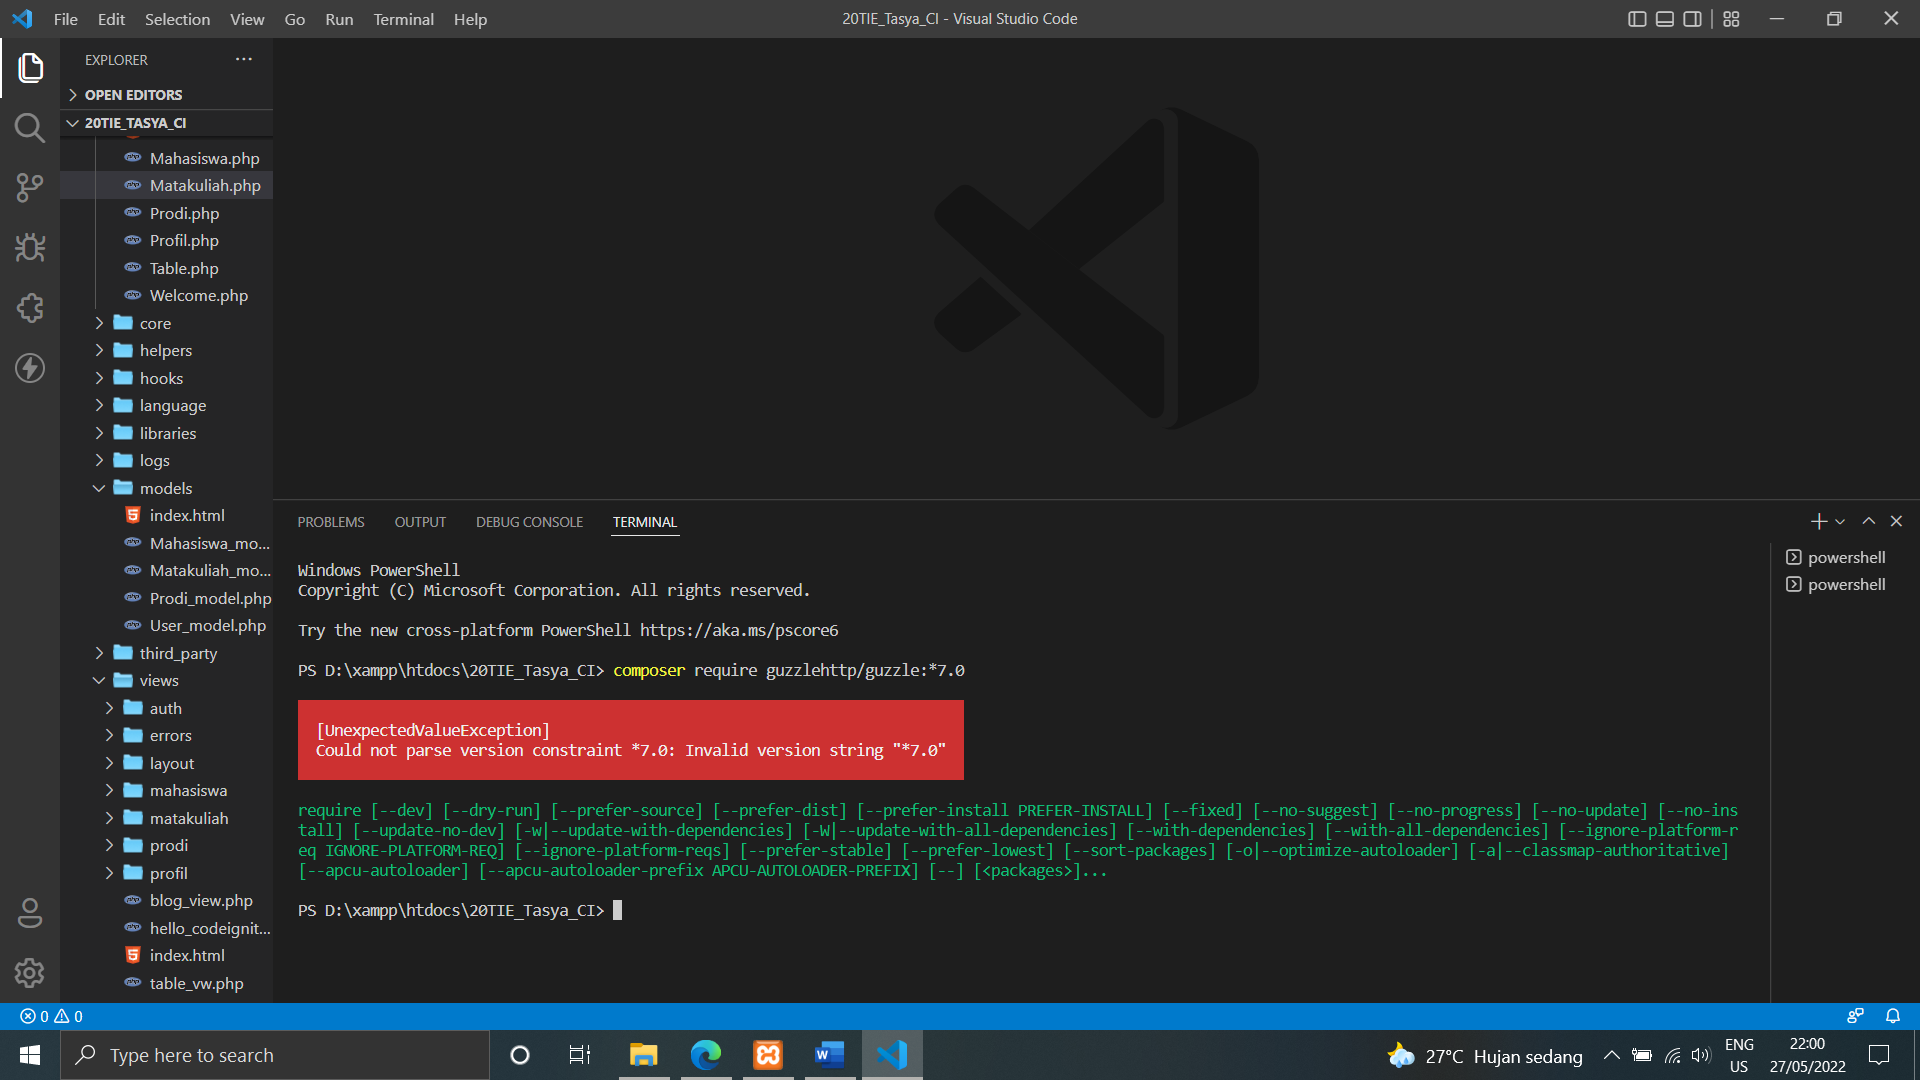 File Edit Selection View Go Run Terminal Help
20TIE_Tasya_CI - Visual Studio Code
EXPLORER
OPEN EDITORS
20TIE_TASYA_CI
Mahasiswa.php
Matakuliah.php
Prodi.php
Profil.php
Table.php
Welcome.php
core
helpers
hooks
language
libraries
logs
models
index.html
Mahasiswa_mo...
Matakuliah_mo...
Prodi_model.php
User_model.php
third_party
views
auth
errors
layout
mahasiswa
matakuliah
prodi
profil
blog_view.php
hello_codeignit...
index.html
table_vw.php
PROBLEMS OUTPUT DEBUG CONSOLE TERMINAL
Windows PowerShell
Copyright (C) Microsoft Corporation. All rights reserved.
Try the new cross-platform PowerShell https://aka.ms/pscore6
PS D:\xampp\htdocs\20TIE_Tasya_CI> composer require guzzlehttp/guzzle:*7.0
[UnexpectedValueException]
Could not parse version constraint *7.0: Invalid version string "*7.0"
require [--dev] [--dry-run] [--prefer-source] [--prefer-dist] [--prefer-install PREFER-INSTALL] [--fixed] [--no-suggest] [--no-progress] [--no-update] [--no-ins
tall] [--update-no-dev] [-w|--update-with-dependencies] [-W|--update-with-all-dependencies] [--with-dependencies] [--with-all-dependencies] [--ignore-platform-r
eq IGNORE-PLATFORM-REQ] [--ignore-platform-reqs] [--prefer-stable] [--prefer-lowest] [--sort-packages] [-o|--optimize-autoloader] [-a|--classmap-authoritative]
[--apcu-autoloader] [--apcu-autoloader-prefix APCU-AUTOLOADER-PREFIX] [--] [<packages>]...
PS D:\xampp\htdocs\20TIE_Tasya_CI>
powershell
powershell
0 0
Type here to search
27°C Hujan sedang
ENG
US
22:00
27/05/2022